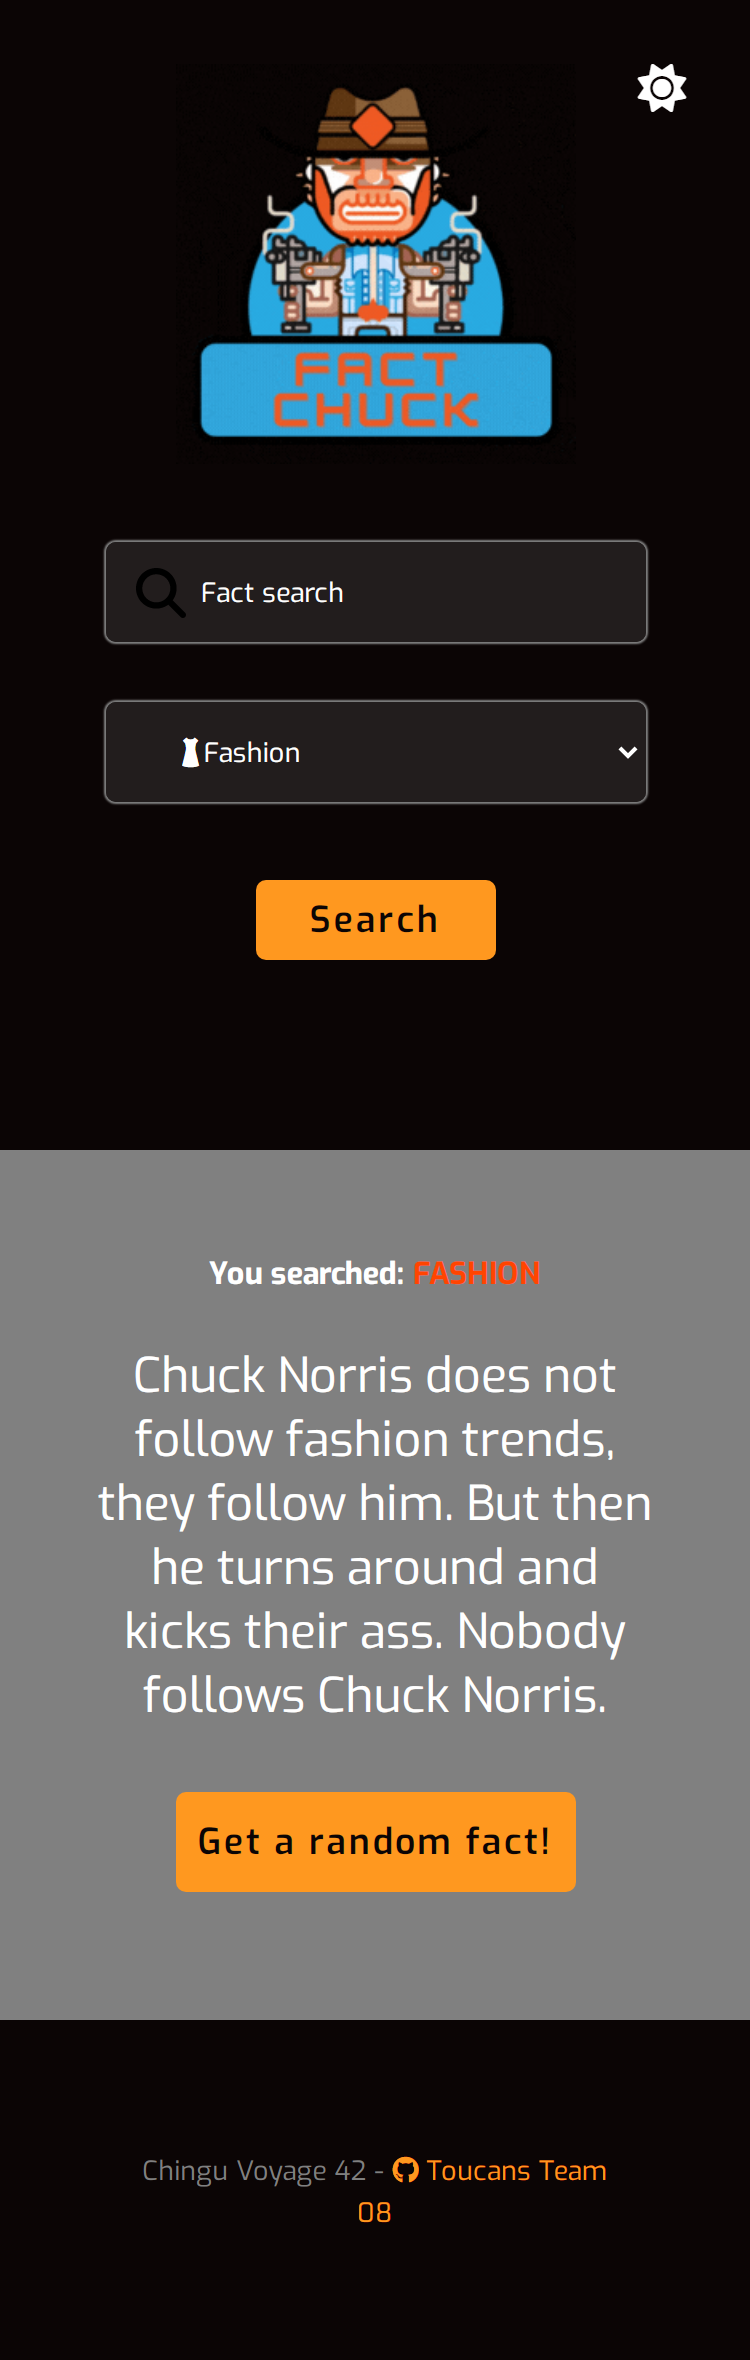 FACT
CHUCK
Fact search
Fashion
Search
You searched: FASHION
Chuck Norris does not
follow fashion trends,
they follow him. But then
he turns around and
kicks their ass. Nobody
follows Chuck Norris.
Get a random fact!
Chingu Voyage 42 - Toucans Team
08